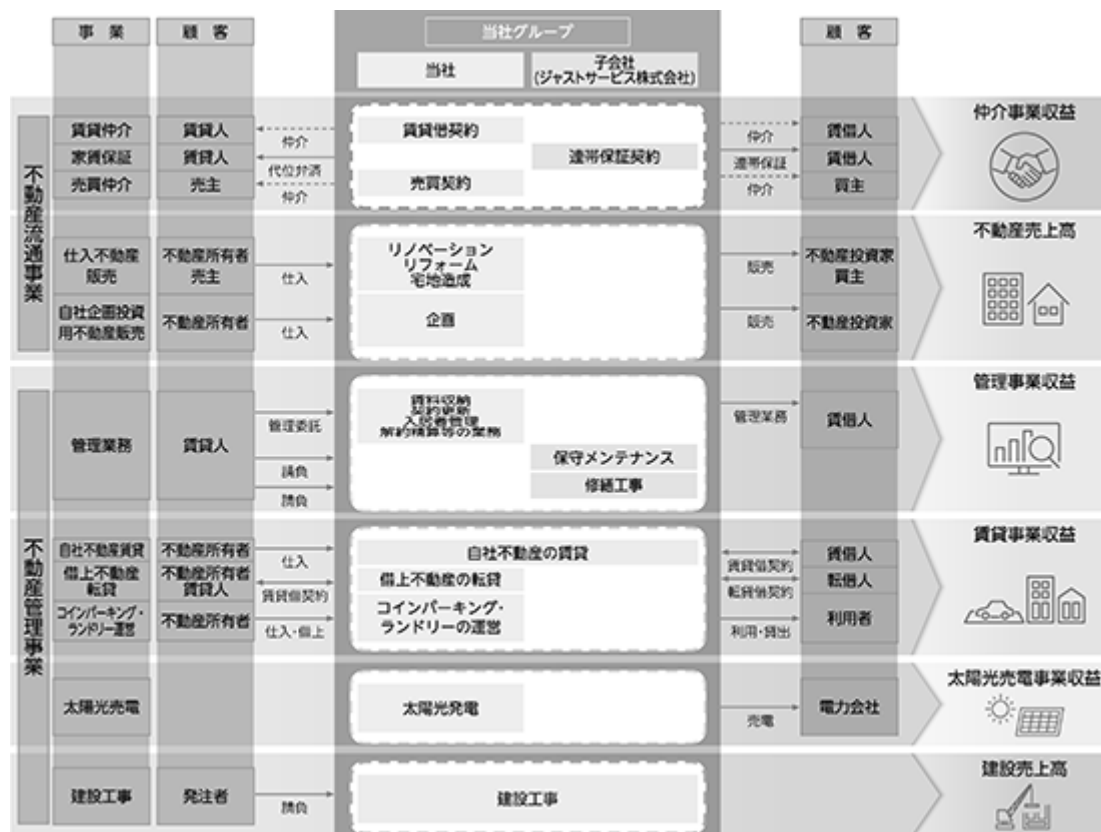 事 業
顧 客
当社グループ
顧 客
当社
子会社
(ジャストサービス株式会社)
不動産流通事業
賃貸仲介
賃貸人
仲介
賃貸借契約
仲介
賃借人
仲介事業収益
家賃保証
賃貸人
代位弁済
連帯保証契約
連帯保証
賃借人
売買仲介
売主
仲介
売買契約
仲介
買主
仕入不動産
販売
不動産所有者
売主
仕入
リノベーション
リフォーム
宅地造成
販売
不動産投資家
買主
不動産売上高
自社企画投資
用不動産販売
不動産所有者
仕入
企画
販売
不動産投資家
不動産管理事業
管理業務
賃貸人
管理委託
請負
請負
賃料収納
契約更新
入居者管理
解約精算等の業務
保守メンテナンス
修繕工事
管理業務
賃借人
管理事業収益
自社不動産賃貸
不動産所有者
仕入
自社不動産の賃貸
賃貸借契約
賃借人
賃貸事業収益
借上不動産
転貸
不動産所有者
賃貸人
賃貸借契約
借上不動産の転貸
転貸借契約
転借人
コインパーキング・
ランドリー運営
不動産所有者
仕入・借上
コインパーキング・
ランドリーの運営
利用・貸出
利用者
太陽光売電
太陽光発電
売電
電力会社
太陽光売電事業収益
建設工事
発注者
請負
建設工事
建設売上高